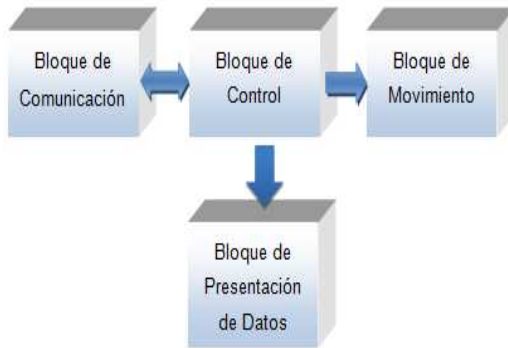 Bloque de
Comunicación
Bloque de
Control
Bloque de
Movimiento
Bloque de
Presentación
de Datos